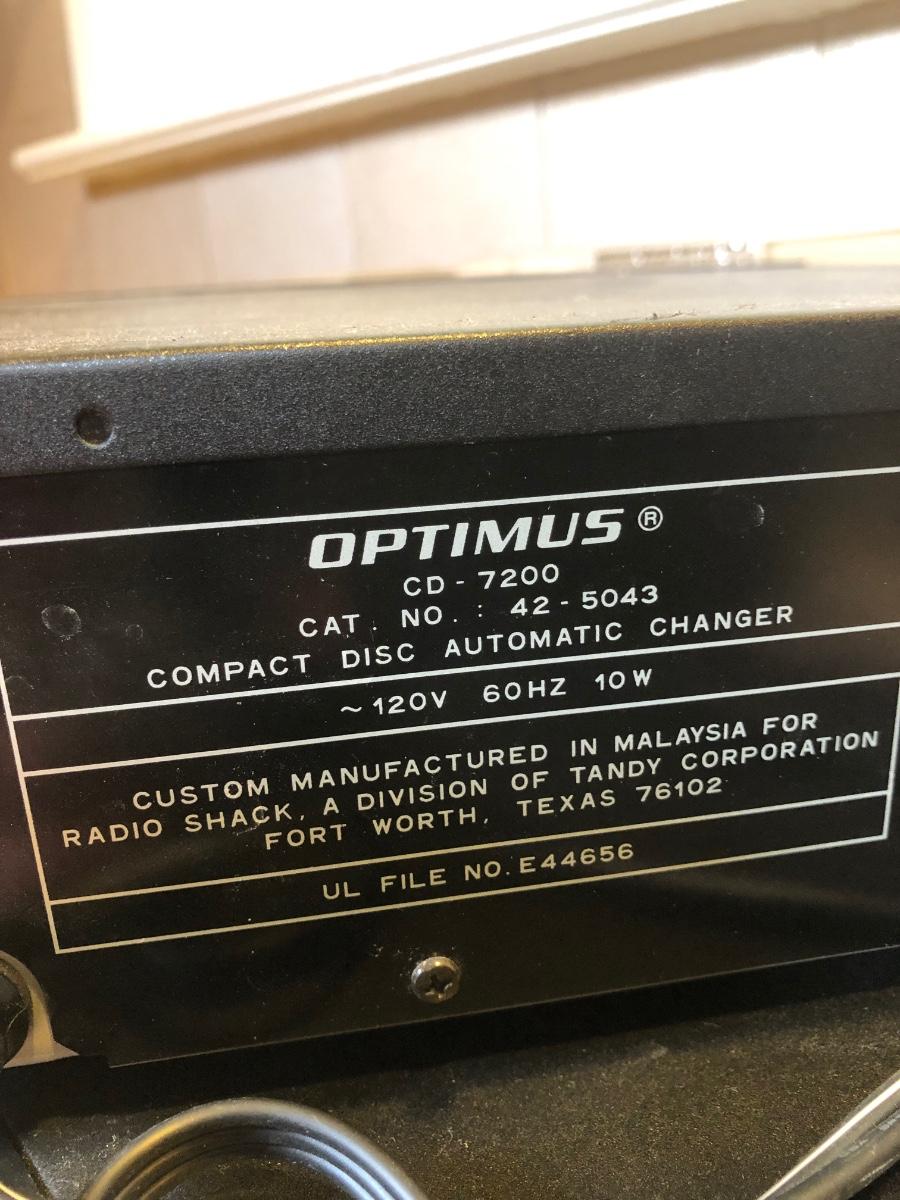 OPTIMUS®
CD-7200
CAT. NO.: 42-5043
COMPACT DISC AUTOMATIC CHANGER
~120V 60HZ 10W
CUSTOM MANUFACTURED IN MALAYSIA FOR
RADIO SHACK, A DIVISION OF TANDY CORPORATION
FORT WORTH, TEXAS 76102
UL FILE NO. E44656